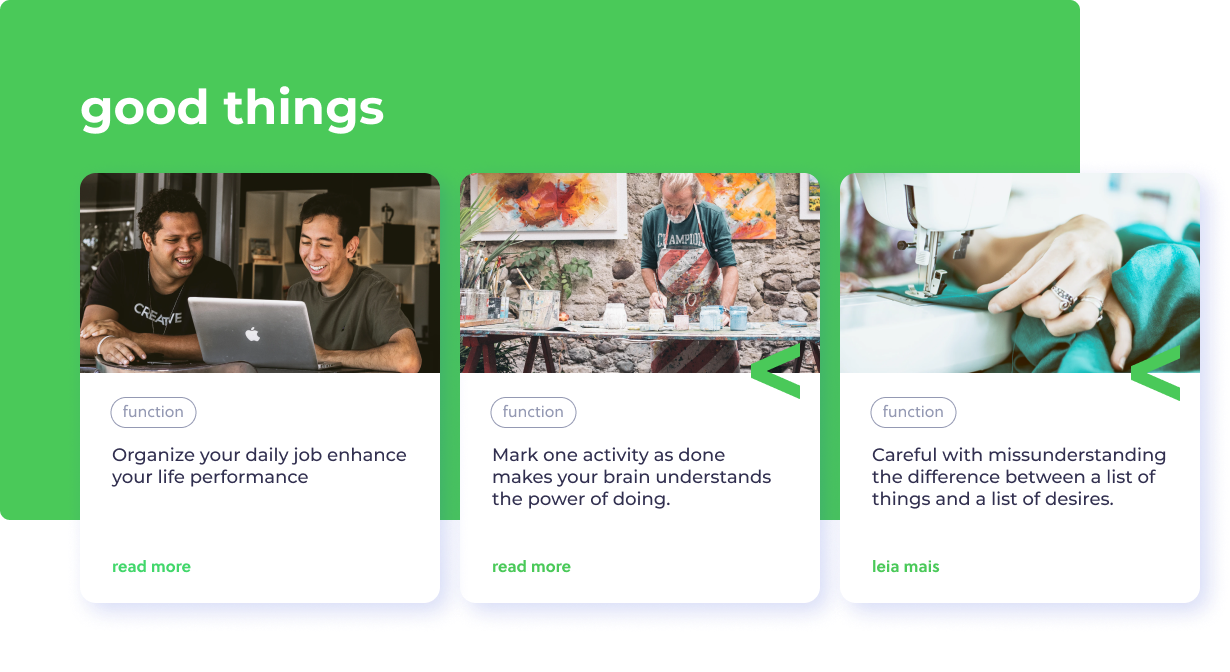 good things
CREATIVE
CHAMPION
function
Organize your daily job enhance
your life performance
read more
function
Mark one activity as done
makes your brain understands
the power of doing.
read more
function
Careful with missunderstanding
the difference between a list of
things and a list of desires.
leia mais